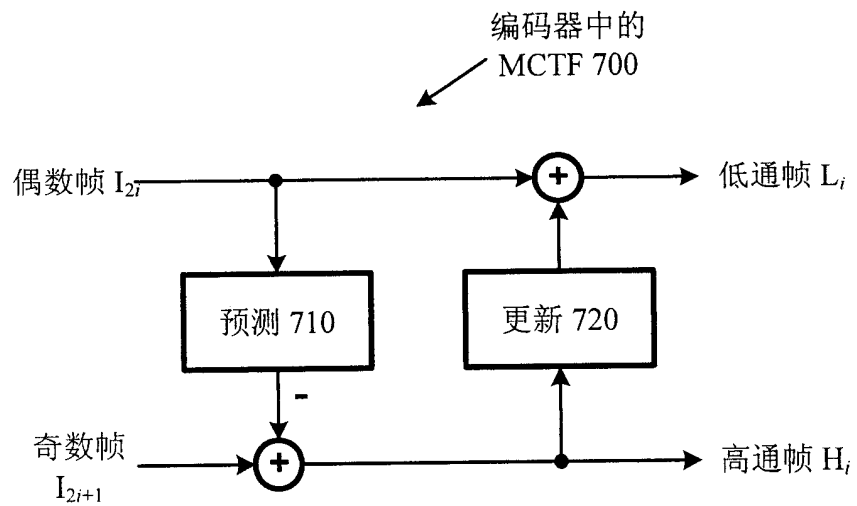 编码器中的
MCTF 700
偶数帧 I2i
+
低通帧 Li
预测 710
更新 720
-
奇数帧
I2i+1
+
高通帧 Hi